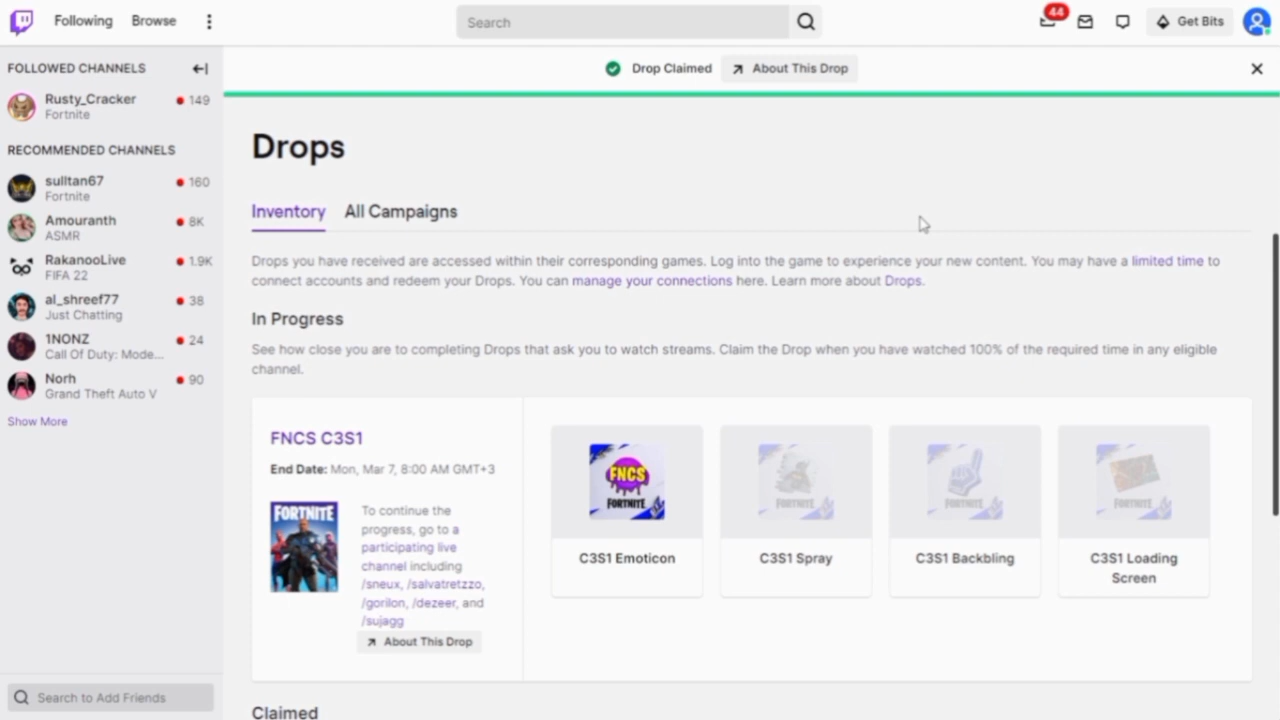 Following
Browse
Search
44
Get Bits
FOLLOWED CHANNELS
Rusty_Cracker
149
Fortnite
RECOMMENDED CHANNELS
sulltan67
160
Fortnite
Amouranth
8K
ASMR
RakanooLive
1.9K
FIFA 22
al_shreef77
38
Just Chatting
1NONZ
24
Call Of Duty: Mode...
Norh
90
Grand Theft Auto V
Show More
Search to Add Friends
Drop Claimed
About This Drop
Drops
Inventory
All Campaigns
Drops you have received are accessed within their corresponding games. Log into the game to experience your new content. You may have a limited time to
connect accounts and redeem your Drops. You can manage your connections here. Learn more about Drops.
In Progress
See how close you are to completing Drops that ask you to watch streams. Claim the Drop when you have watched 100% of the required time in any eligible
channel.
FNCS C3S1
End Date: Mon, Mar 7, 8:00 AM GMT+3
FORTNITE
To continue the
progress, go to a
participating live
channel including
/sneux, /salvatretzzo,
/gorilon, /dezeer, and
/sujagg
About This Drop
FNCS
FORTNITE
C3S1 Emoticon
FORTNITE
C3S1 Spray
FORTNITE
C3S1 Backbling
FORTNITE
C3S1 Loading
Screen
Claimed